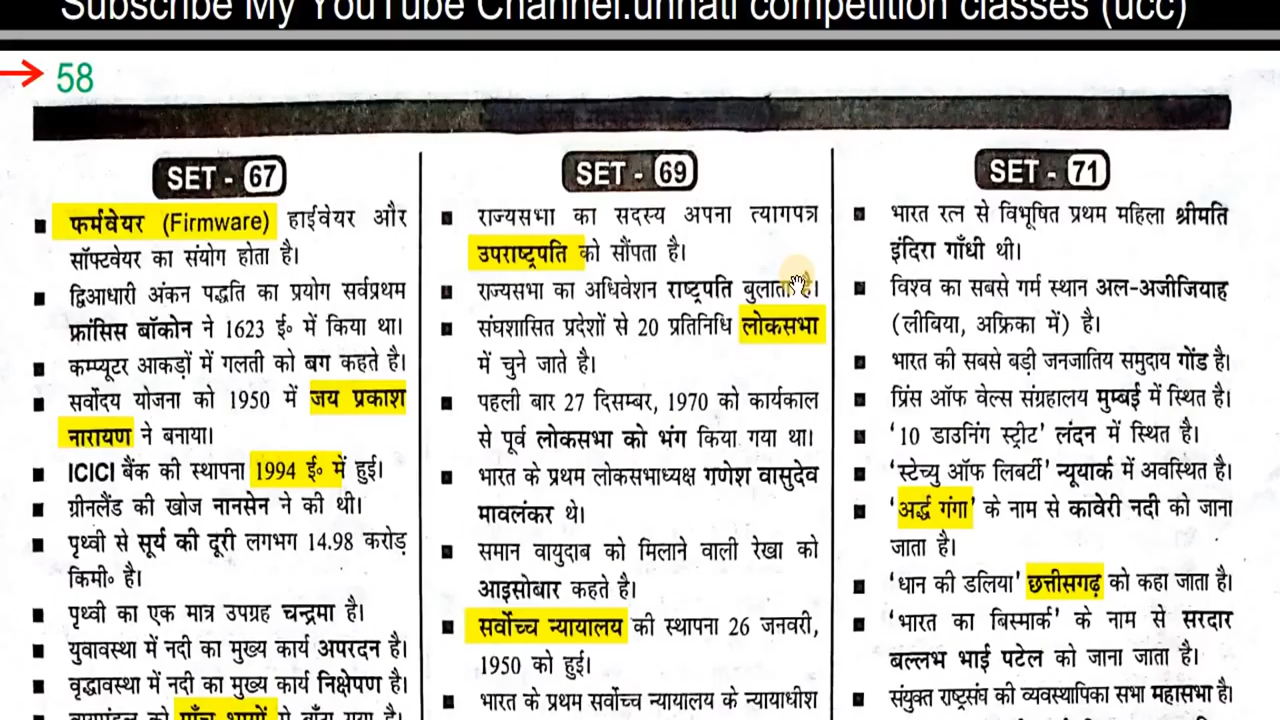 Subscribe My YouTube Channel.unnati competition classes (ucc)
58
SET - 67
फर्मवेयर (Firmware) हाईवेयर और
सॉफ्टवेयर का संयोग होता है।
द्विआधारी अंकन पद्धति का प्रयोग सर्वप्रथम
फ्रांसिस बॉकोन ने 1623 ई॰ में किया था।
कम्प्यूटर आकड़ों में गलती को बग कहते है।
सर्वोदय योजना को 1950 में जय प्रकाश
नारायण ने बनाया।
ICICI बैंक की स्थापना 1994 ई॰ में हुई।
ग्रीनलैंड की खोज नानसेन ने की थी।
पृथ्वी से सूर्य की दूरी लगभग 14.98 करोड़
किमी॰ है।
पृथ्वी का एक मात्र उपग्रह चन्द्रमा है।
युवावस्था में नदी का मुख्य कार्य अपरदन है।
वृद्धावस्था में नदी का मुख्य कार्य निक्षेपण है।
वायुमंडल को पाँच भागों में बाँटा गया है।
SET - 69
राज्यसभा का सदस्य अपना त्यागपत्र
उपराष्ट्रपति को सौंपता है।
राज्यसभा का अधिवेशन राष्ट्रपति बुलाता है।
संघशासित प्रदेशों से 20 प्रतिनिधि लोकसभा
में चुने जाते है।
पहली बार 27 दिसम्बर, 1970 को कार्यकाल
से पूर्व लोकसभा को भंग किया गया था।
भारत के प्रथम लोकसभाध्यक्ष गणेश वासुदेव
मावलंकर थे।
समान वायुदाब को मिलाने वाली रेखा को
आइसोबार कहते है।
सर्वोच्च न्यायालय की स्थापना 26 जनवरी,
1950 को हुई।
भारत के प्रथम सर्वोच्च न्यायालय के न्यायाधीश
SET - 71
भारत रत्न से विभूषित प्रथम महिला श्रीमति
इंदिरा गाँधी थी।
विश्व का सबसे गर्म स्थान अल-अजीजियाह
(लीबिया, अफ्रिका में) है।
भारत की सबसे बड़ी जनजातिय समुदाय गोंड है।
प्रिंस ऑफ वेल्स संग्रहालय मुम्बई में स्थित है।
‘10 डाउनिंग स्ट्रीट’ लंदन में स्थित है।
‘स्टेच्यु ऑफ लिबर्टी’ न्यूयार्क में अवस्थित है।
‘अर्द्ध गंगा’ के नाम से कावेरी नदी को जाना
जाता है।
‘धान की डलिया’ छत्तीसगढ़ को कहा जाता है।
‘भारत का बिस्मार्क’ के नाम से सरदार
बल्लभ भाई पटेल को जाना जाता है।
संयुक्त राष्ट्रसंघ की व्यवस्थापिका सभा महासभा है।